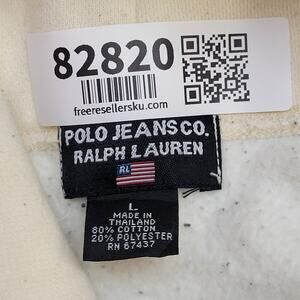 82820
freeresellersku.com
POLO JEANS CO.
RALPH LAUREN
RL
L
MADE IN
THAILAND
80% COTTON
20% POLYESTER
RN 67437